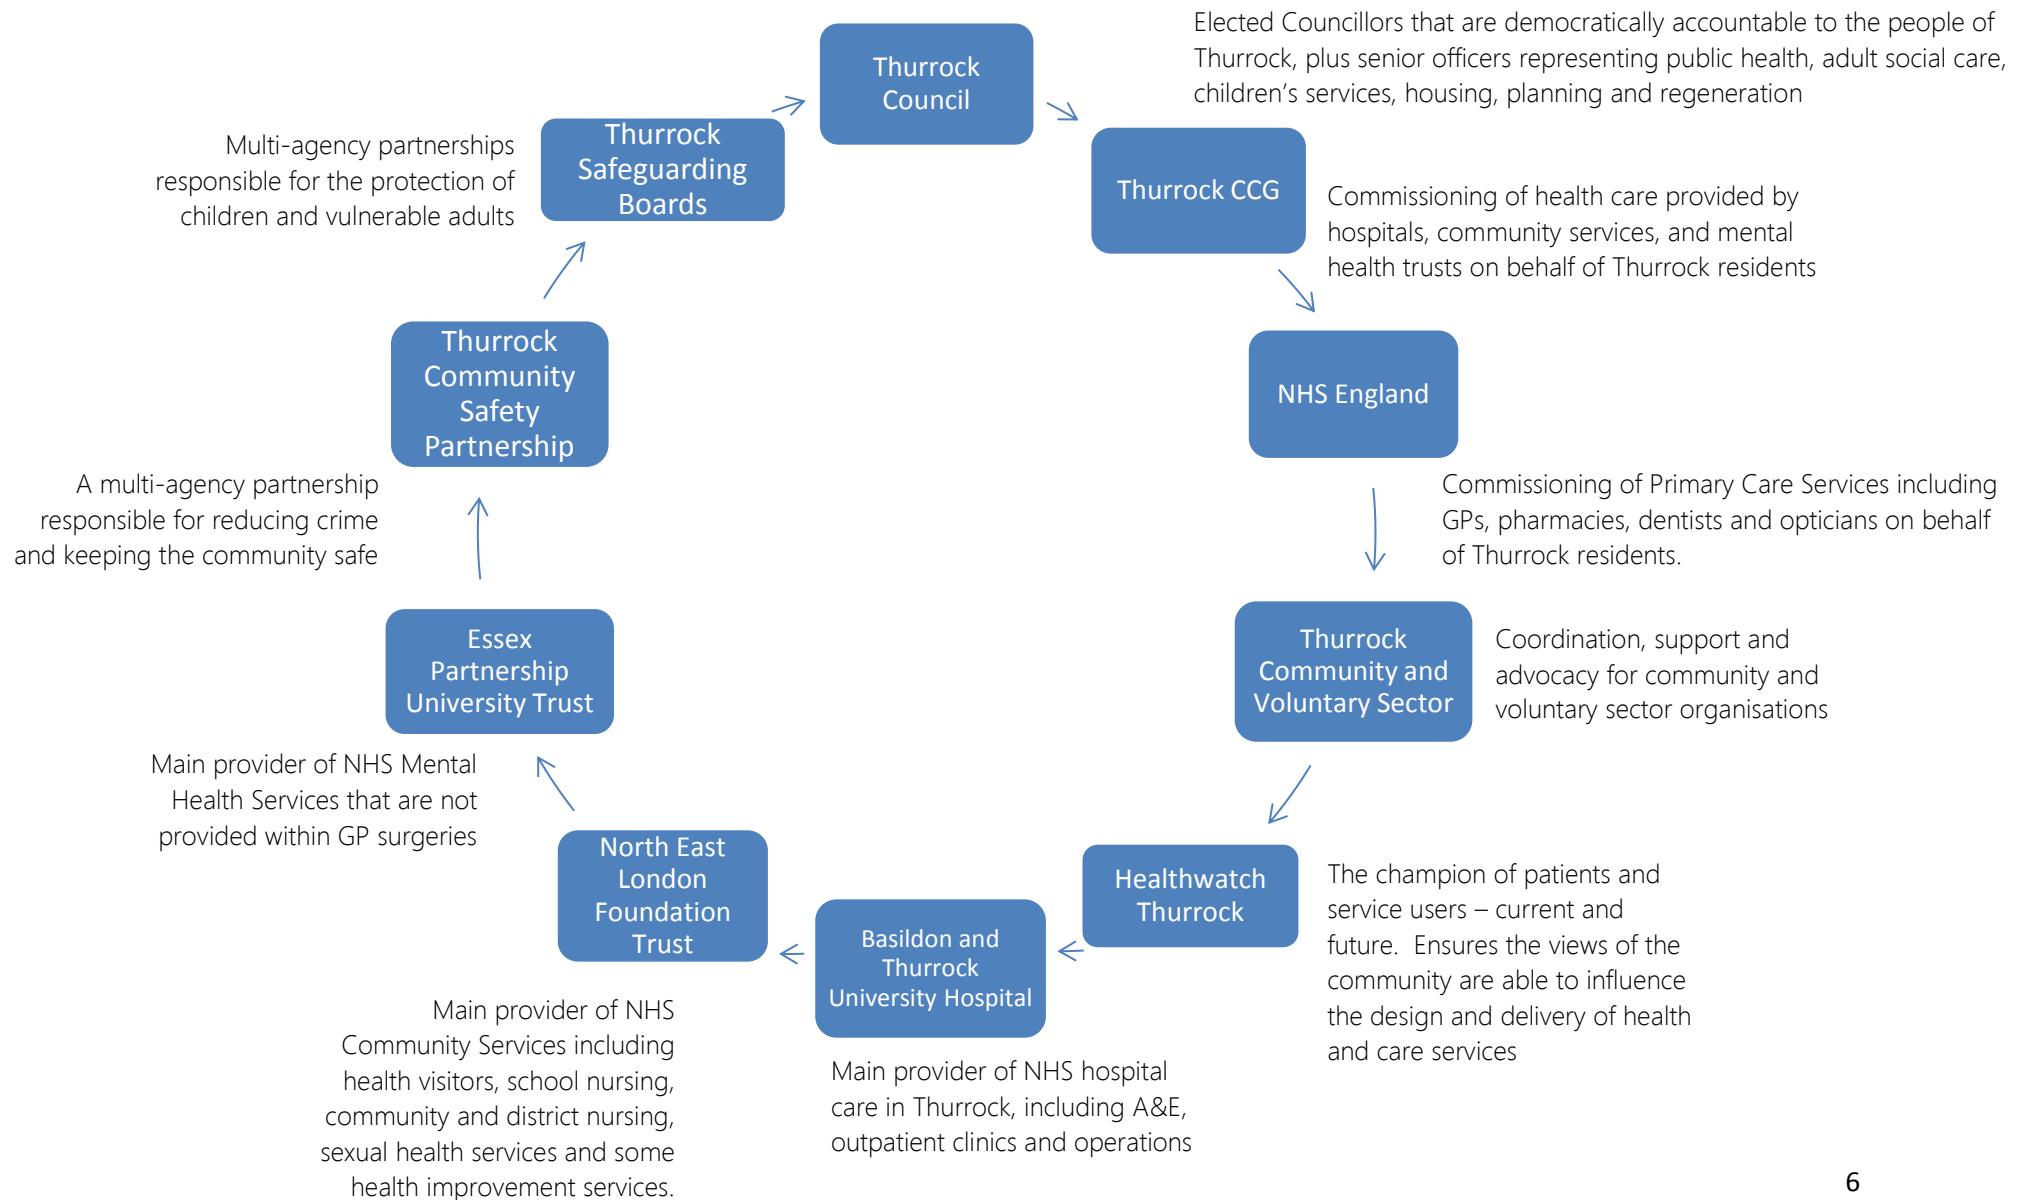 Thurrock
Council
Elected Councillors that are democratically accountable to the people of
Thurrock, plus senior officers representing public health, adult social care,
children’s services, housing, planning and regeneration
Thurrock CCG
Commissioning of health care provided by
hospitals, community services, and mental
health trusts on behalf of Thurrock residents
NHS England
Commissioning of Primary Care Services including
GPs, pharmacies, dentists and opticians on behalf
of Thurrock residents.
Thurrock
Community and
Voluntary Sector
Coordination, support and
advocacy for community and
voluntary sector organisations
Healthwatch
Thurrock
The champion of patients and
service users – current and
future.  Ensures the views of the
community are able to influence
the design and delivery of health
and care services
Basildon and
Thurrock
University Hospital
Main provider of NHS hospital
care in Thurrock, including A&E,
outpatient clinics and operations
North East
London
Foundation
Trust
Main provider of NHS
Community Services including
health visitors, school nursing,
community and district nursing,
sexual health services and some
health improvement services.
Essex
Partnership
University Trust
Main provider of NHS Mental
Health Services that are not
provided within GP surgeries
Thurrock
Community
Safety
Partnership
A multi-agency partnership
responsible for reducing crime
and keeping the community safe
Thurrock
Safeguarding
Boards
Multi-agency partnerships
responsible for the protection of
children and vulnerable adults
6